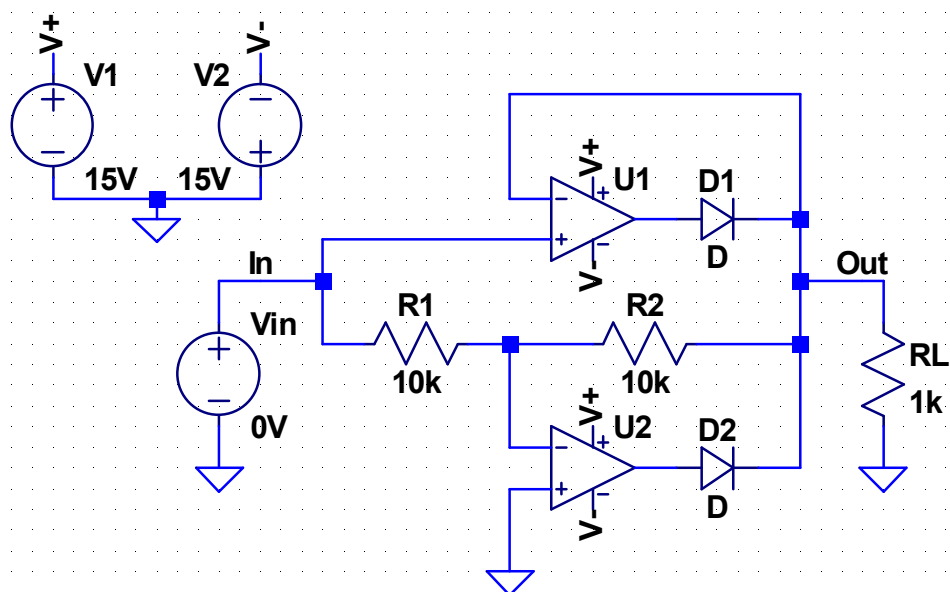 V+
V1
15V
V-
V2
15V
In
Vin
0V
R1
10k
V+
U1
V-
D1
D
R2
10k
V+
U2
V-
D2
D
Out
RL
1k